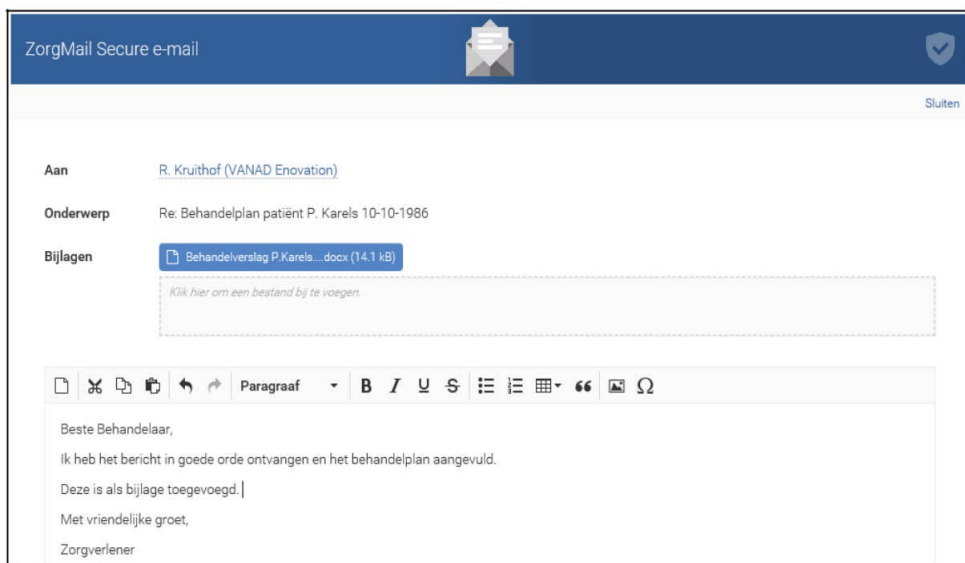 ZorgMail Secure e-mail
Sluiten
Aan R. Kruithof (VANAD Enovation)
Onderwerp Re: Behandelplan patiënt P. Karels 10-10-1986
Bijlagen Behandelverslag P.Karels....docx (14.1 kB)
Klik hier om een bestand bij te voegen.
Paragraaf B I U S Ω
Beste Behandelaar,
Ik heb het bericht in goede orde ontvangen en het behandelplan aangevuld.
Deze is als bijlage toegevoegd.
Met vriendelijke groet,
Zorgverlener